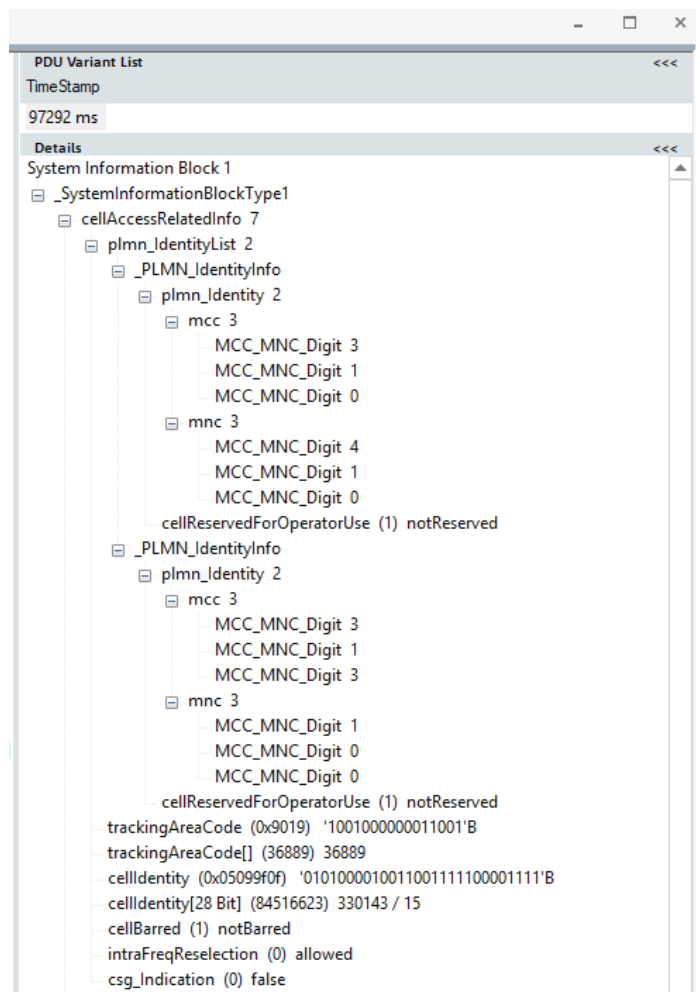 PDU Variant List <<<
TimeStamp
97292 ms
Details <<<
System Information Block 1
_SystemInformationBlockType1
cellAccessRelatedInfo 7
plmn_IdentityList 2
_PLMN_IdentityInfo
plmn_Identity 2
mcc 3
MCC_MNC_Digit 3
MCC_MNC_Digit 1
MCC_MNC_Digit 0
mnc 3
MCC_MNC_Digit 4
MCC_MNC_Digit 1
MCC_MNC_Digit 0
cellReservedForOperatorUse (1) notReserved
_PLMN_IdentityInfo
plmn_Identity 2
mcc 3
MCC_MNC_Digit 3
MCC_MNC_Digit 1
MCC_MNC_Digit 3
mnc 3
MCC_MNC_Digit 1
MCC_MNC_Digit 0
MCC_MNC_Digit 0
cellReservedForOperatorUse (1) notReserved
trackingAreaCode (0x9019) '1001000000011001'B
trackingAreaCode[] (36889) 36889
cellIdentity (0x05099f0f) '0101000010011001111100001111'B
cellIdentity[28 Bit] (84516623) 330143 / 15
cellBarred (1) notBarred
intraFreqReselection (0) allowed
csg_Indication (0) false